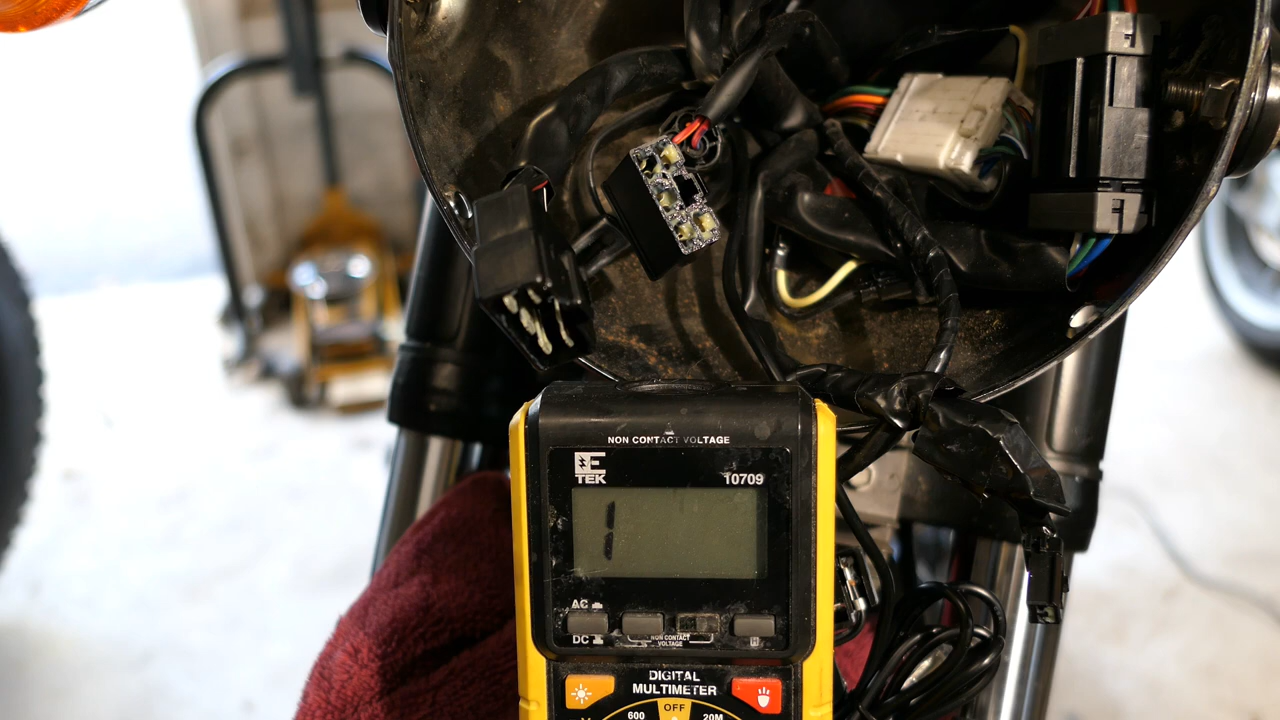 NON CONTACT VOLTAGE
E
TEK
10709
1
AC
DC
NON CONTACT
VOLTAGE
H
DIGITAL
MULTIMETER
OFF
600
20M
V